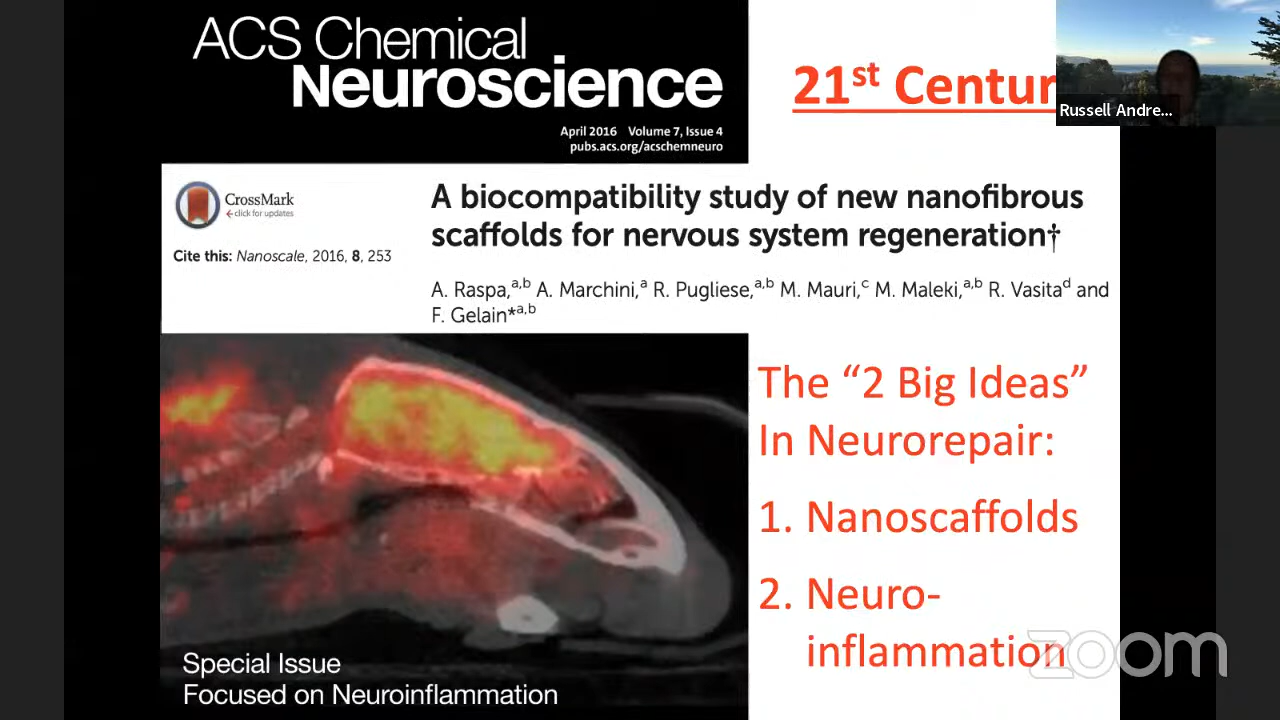 ACS Chemical
Neuroscience
April 2016 Volume 7, Issue 4
pubs.acs.org/acschemneuro
21st Centur
Russell Andre...
CrossMark
click for updates
Cite this: Nanoscale, 2016, 8, 253
A biocompatibility study of new nanofibrous
scaffolds for nervous system regeneration†
A. Raspa,a,b A. Marchini,a R. Pugliese,a,b M. Mauri,c M. Maleki,a,b R. Vasitad and
F. Gelain*a,b
The “2 Big Ideas”
In Neurorepair:
1. Nanoscaffolds
2. Neuro-
inflammation
Special Issue
Focused on Neuroinflammation
zoom